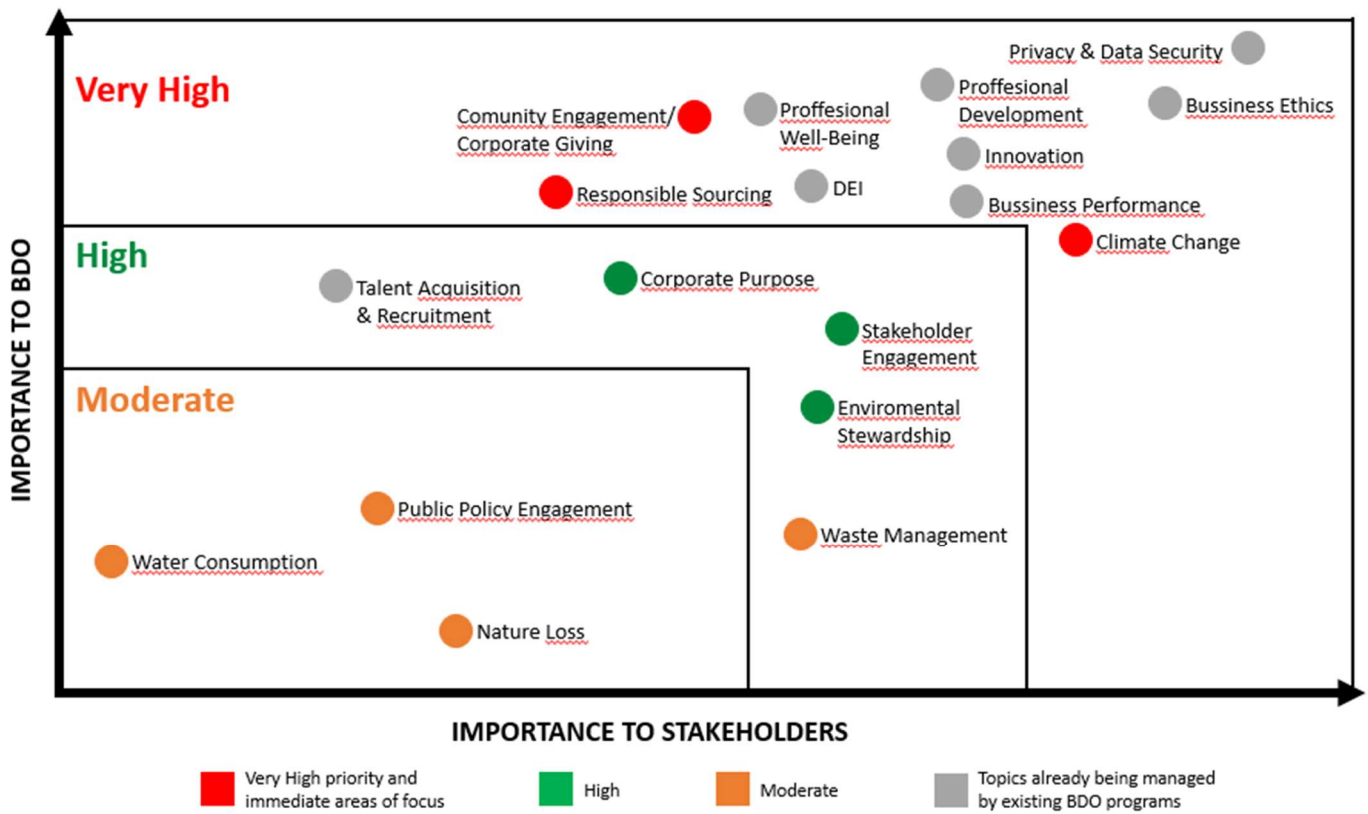 Privacy & Data Security
Very High
Proffesional
Development
Bussiness Ethics
Comunity Engagement/
Corporate Giving
Proffesional
Well-Being
Innovation
Responsible Sourcing
DEI
Bussiness Performance
Climate Change
High
Talent Acquisition
& Recruitment
Corporate Purpose
Stakeholder
Engagement
Moderate
Enviromental
Stewardship
Public Policy Engagement
Waste Management
Water Consumption
Nature Loss
IMPORTANCE TO BDO
IMPORTANCE TO STAKEHOLDERS
Very High priority and
immediate areas of focus
High
Moderate
Topics already being managed
by existing BDO programs